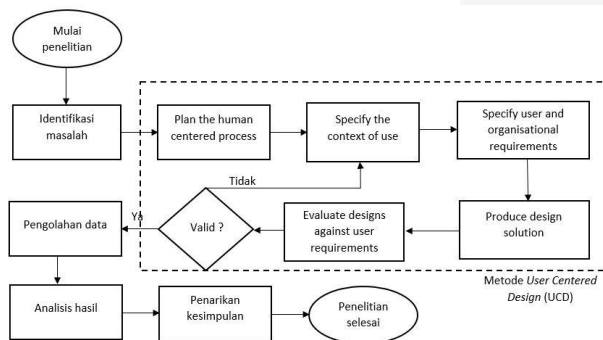 Mulai
penelitian
Identifikasi
masalah
Plan the human
centered process
Specify the
context of use
Specify user and
organisational
requirements
Tidak
Pengolahan data
Ya
Valid ?
Evaluate designs
against user
requirements
Produce design
solution
Metode User Centered
Design (UCD)
Analisis hasil
Penarikan
kesimpulan
Penelitian
selesai